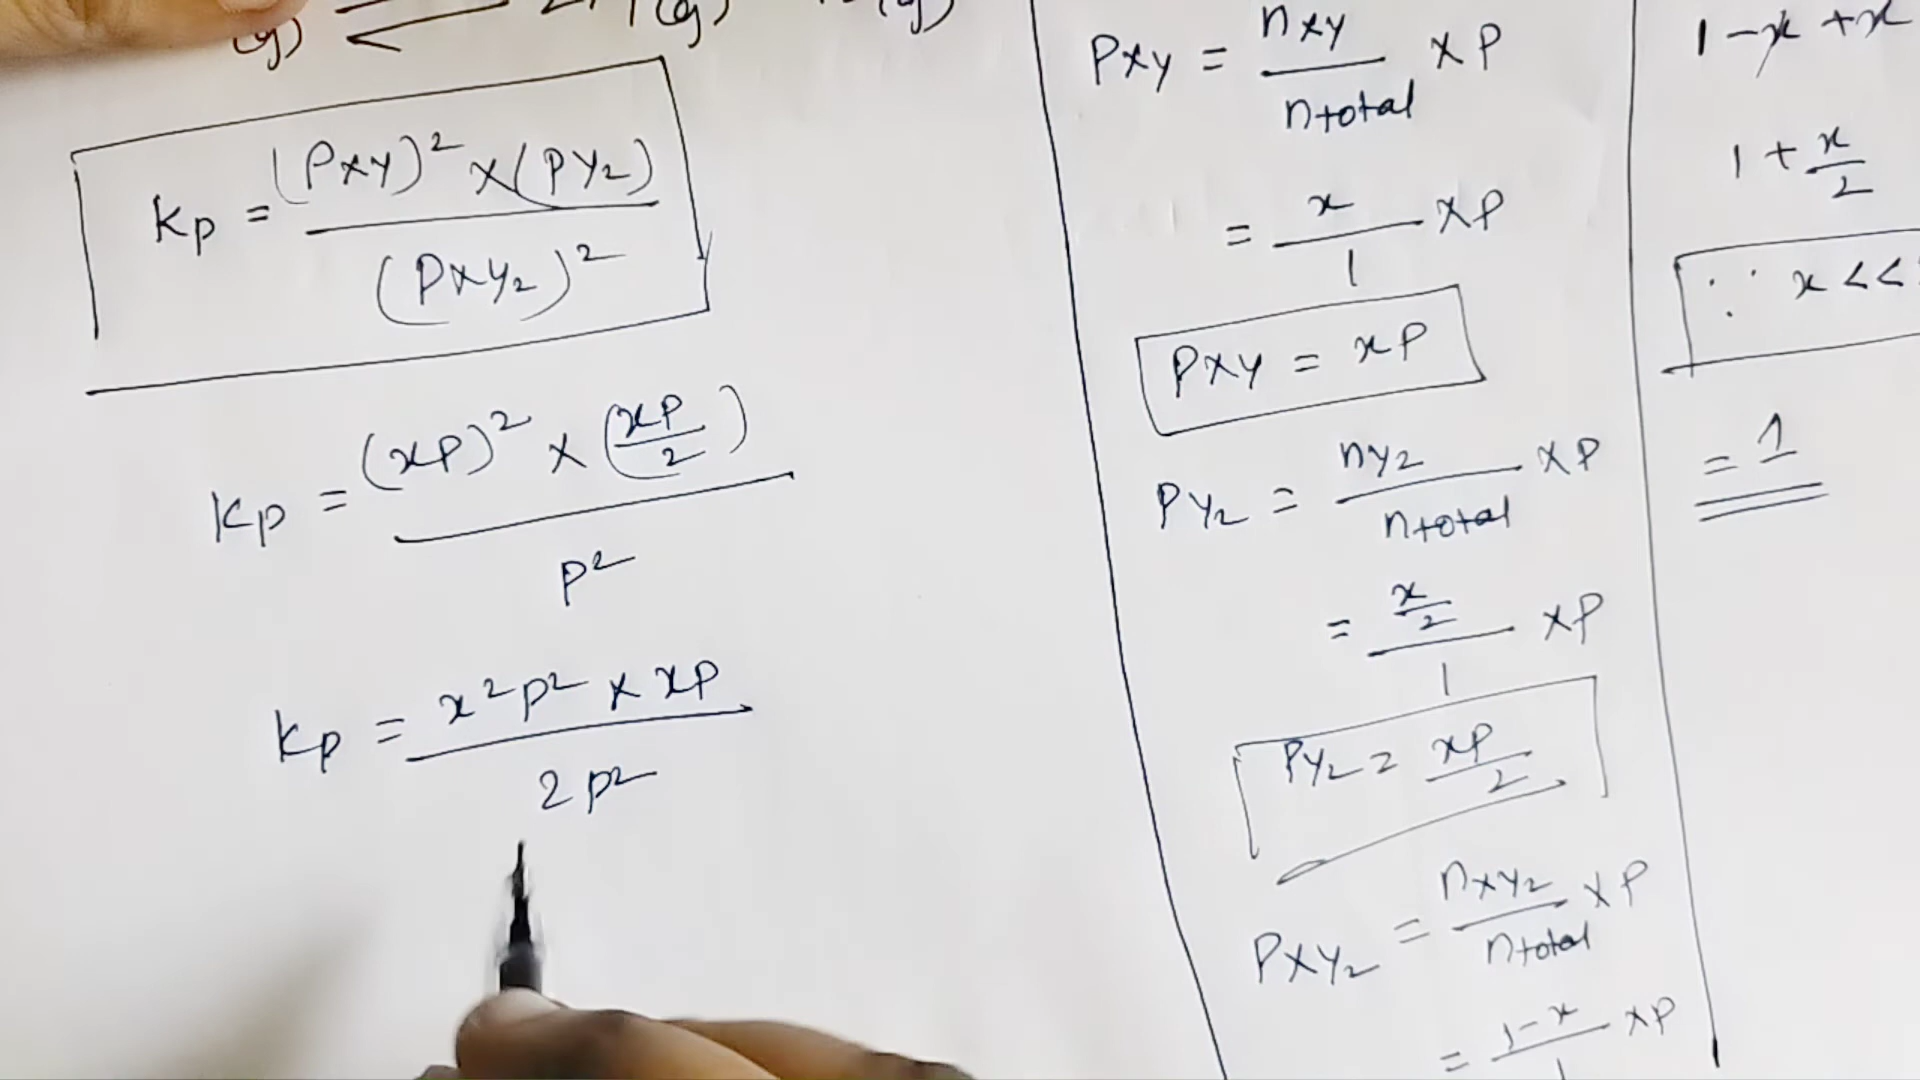 (g) ⇌
Kp = (Pxy)² × (Py₂) / (Pxy₂)²
Kp = (xP)² × (xP/2) / P²
Kp = x²P² × xP / 2P²
Pxy = nxy / ntotal × P
= x / 1 × P
Pxy = xP
Py₂ = ny₂ / ntotal × P
= x/2 / 1 × P
Py₂ = xP/2
Pxy₂ = nxy₂ / ntotal × P
= 1-x / 1 × P
1 - x + x
1 + x/2
∵ x <<
= 1